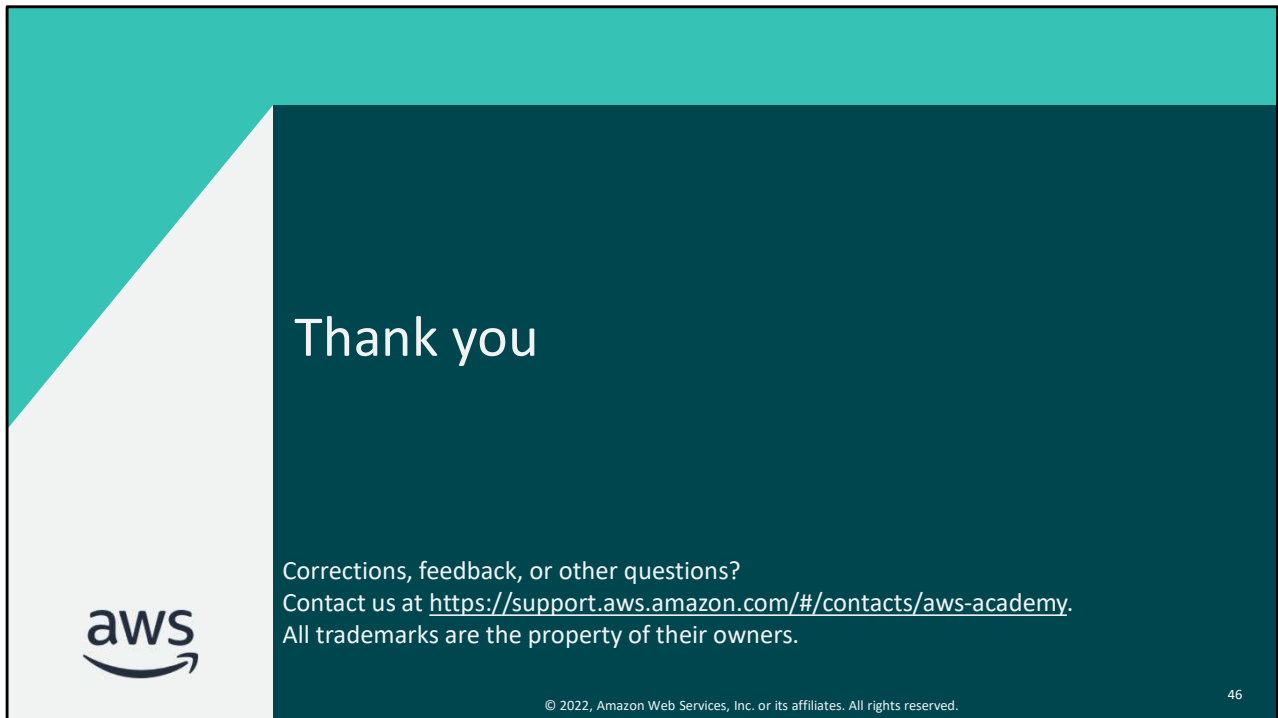 Thank you
Corrections, feedback, or other questions?
Contact us at https://support.aws.amazon.com/#/contacts/aws-academy.
All trademarks are the property of their owners.
aws
© 2022, Amazon Web Services, Inc. or its affiliates. All rights reserved.
46